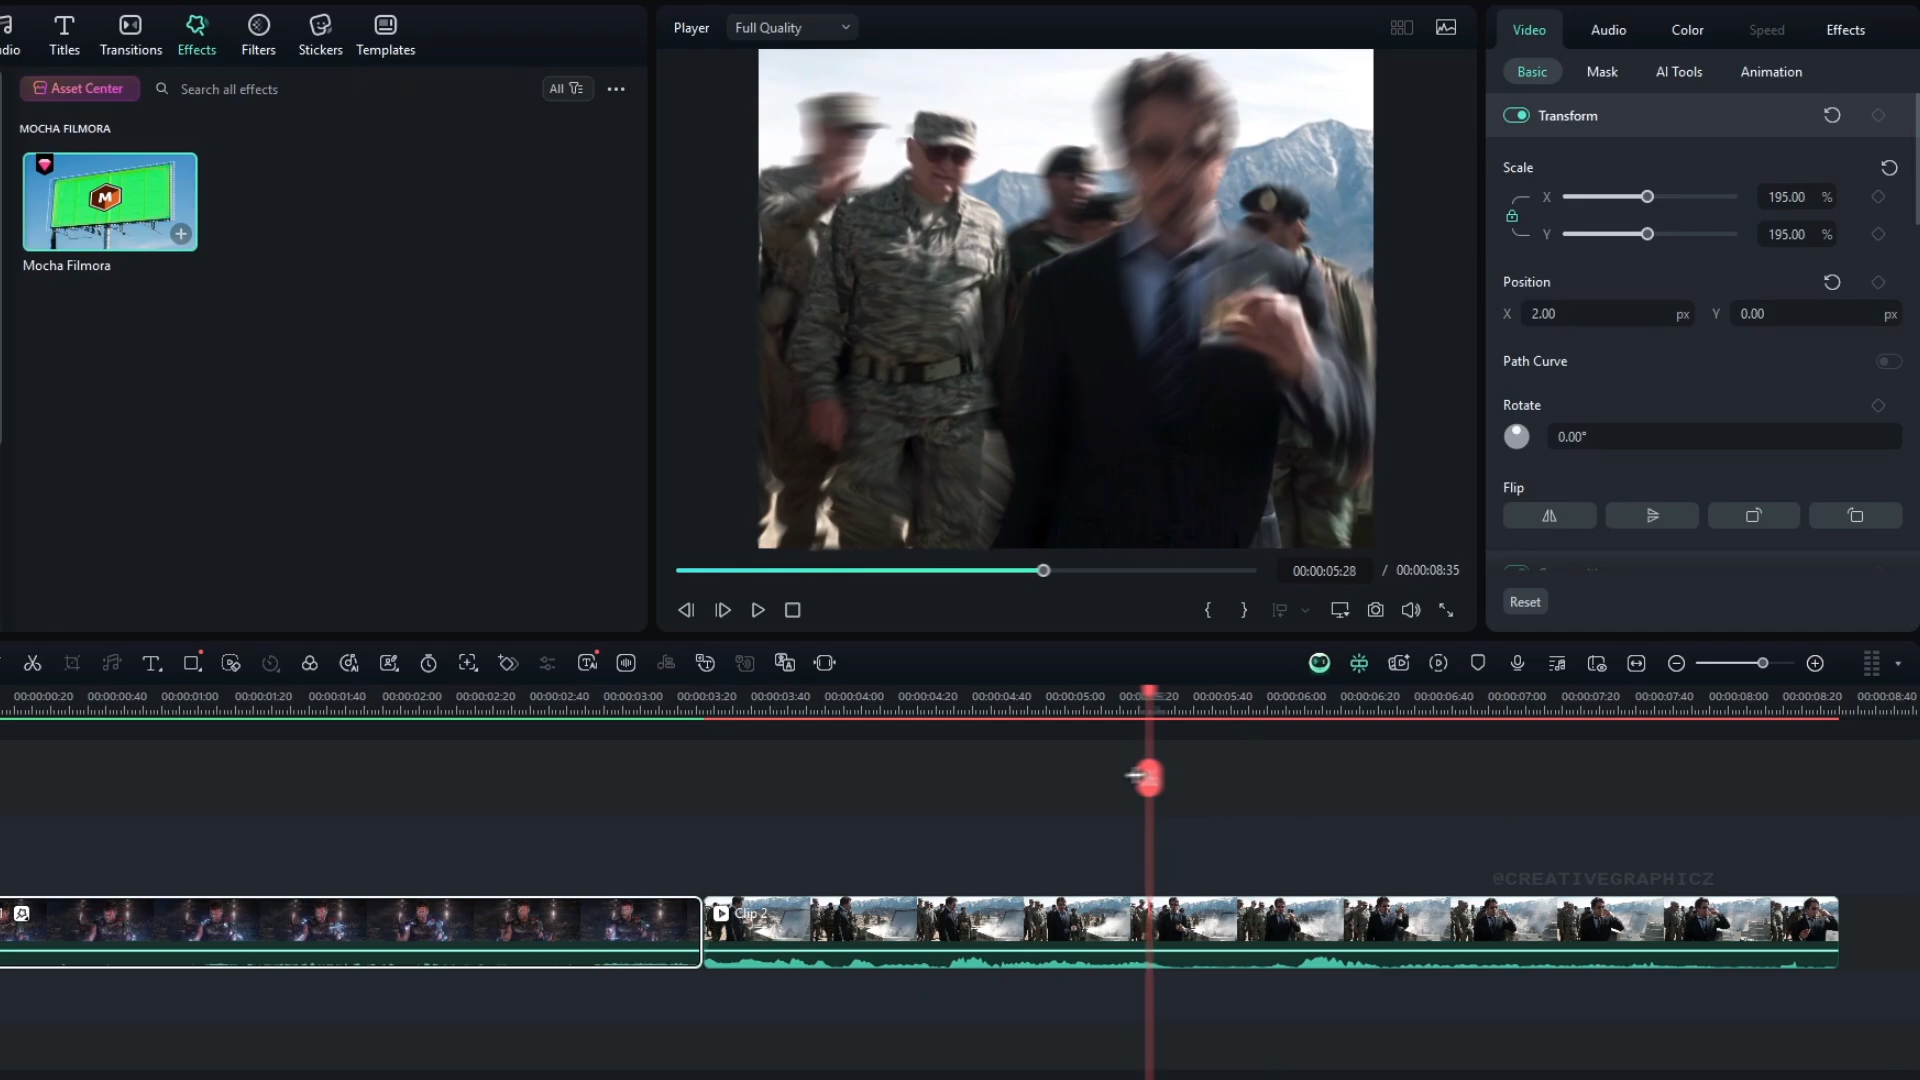 dio
Titles
Transitions
Effects
Filters
Stickers
Templates
Asset Center
Search all effects
All
MOCHA FILMORA
M
Mocha Filmora
Player
Full Quality
00:00:05:28
/
00:00:08:35
Video
Audio
Color
Speed
Effects
Basic
Mask
AI Tools
Animation
Transform
Scale
X
195.00
%
Y
195.00
%
Position
X
2.00
px
Y
0.00
px
Path Curve
Rotate
0.00°
Flip
Reset
00:00:00:20
00:00:00:40
00:00:01:00
00:00:01:20
00:00:01:40
00:00:02:00
00:00:02:20
00:00:02:40
00:00:03:00
00:00:03:20
00:00:03:40
00:00:04:00
00:00:04:20
00:00:04:40
00:00:05:00
00:00:05:40
00:00:06:00
00:00:06:20
00:00:06:40
00:00:07:00
00:00:07:20
00:00:07:40
00:00:08:00
00:00:08:20
00:00:08:40
@CREATIVEGRAPHICZ
Clip 2